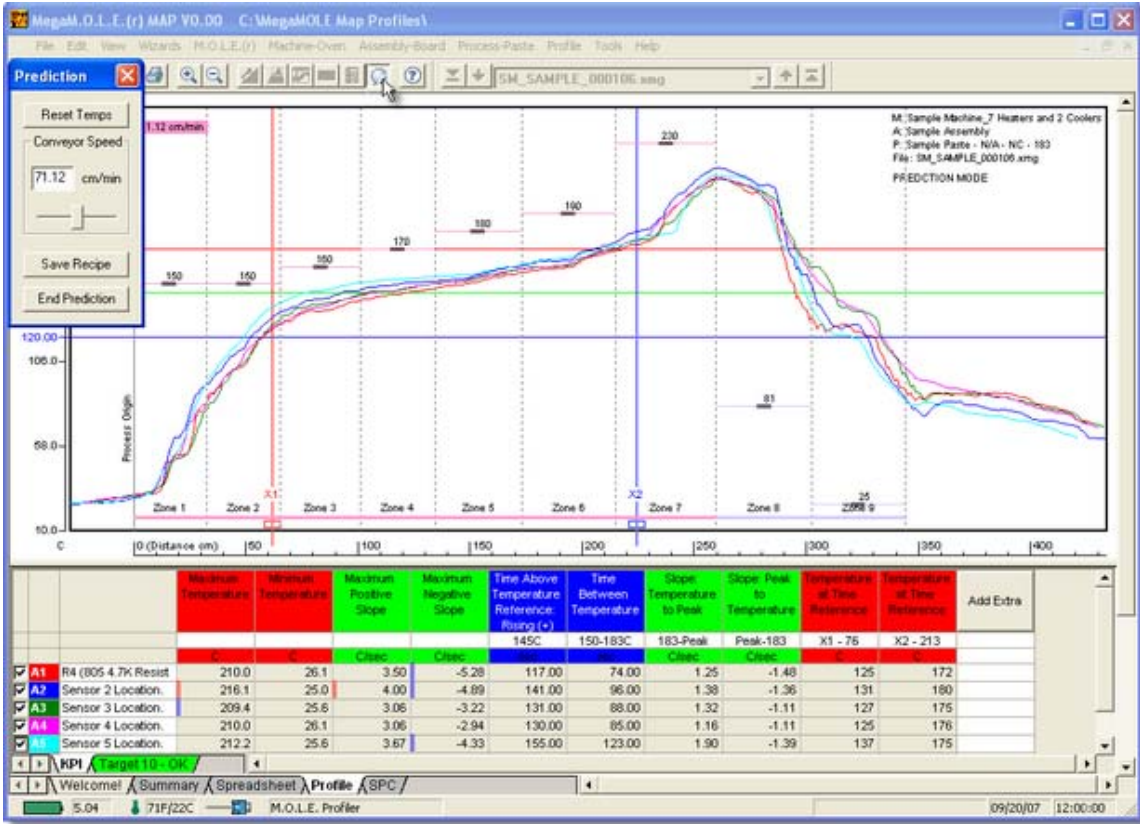 MegaM.O.L.E.(r) MAP V0.00 C:\MegaMOLE Map Profiles\
File Edit View Wizards M.O.L.E.(r) Machine-Oven Assembly-Board Process-Paste Profile Tools Help
Prediction
SM_SAMPLE_000106.xmg
Reset Temps
Conveyor Speed
71.12 cm/min
Save Recipe
End Prediction
1.12 cm/min
M: Sample Machine_7 Heaters and 2 Coolers
A: Sample Assembly
P: Sample Paste - N/A - NC - 183
File: SM_SAMPLE_000106.xmg
PREDCTION MODE
230
190
180
170
150 150 150
120.00
106.0
81
Process Origin
58.0
25
X1 X2
Zone 1 Zone 2 Zone 3 Zone 4 Zone 5 Zone 6 Zone 7 Zone 8 Zone 9
10.0
C 0 (Distance cm) 50 100 150 200 250 300 350 400
Maximum Temperature Minimum Temperature Maximum Positive Slope Maximum Negative Slope Time Above Temperature Reference: Rising (+) Time Between Temperature Slope: Temperature to Peak Slope: Peak to Temperature Temperature at Time Reference Temperature at Time Reference Add Extra
145C 150-183C 183-Peak Peak-183 X1 - 76 X2 - 213
C C C/sec C/sec C/sec C/sec C C
A1 R4 (805 4.7K Resist 210.0 26.1 3.50 -5.28 117.00 74.00 1.25 -1.48 125 172
A2 Sensor 2 Location. 216.1 25.0 4.00 -4.89 141.00 96.00 1.38 -1.36 131 180
A3 Sensor 3 Location. 209.4 25.6 3.06 -3.22 131.00 88.00 1.32 -1.11 127 175
A4 Sensor 4 Location. 210.0 26.1 3.06 -2.94 130.00 85.00 1.16 -1.11 125 176
A5 Sensor 5 Location. 212.2 25.6 3.67 -4.33 155.00 123.00 1.90 -1.39 137 175
KPI Target 10 - OK
Welcome! Summary Spreadsheet Profile SPC
5.04 71F/22C M.O.L.E. Profiler 09/20/07 12:00:00